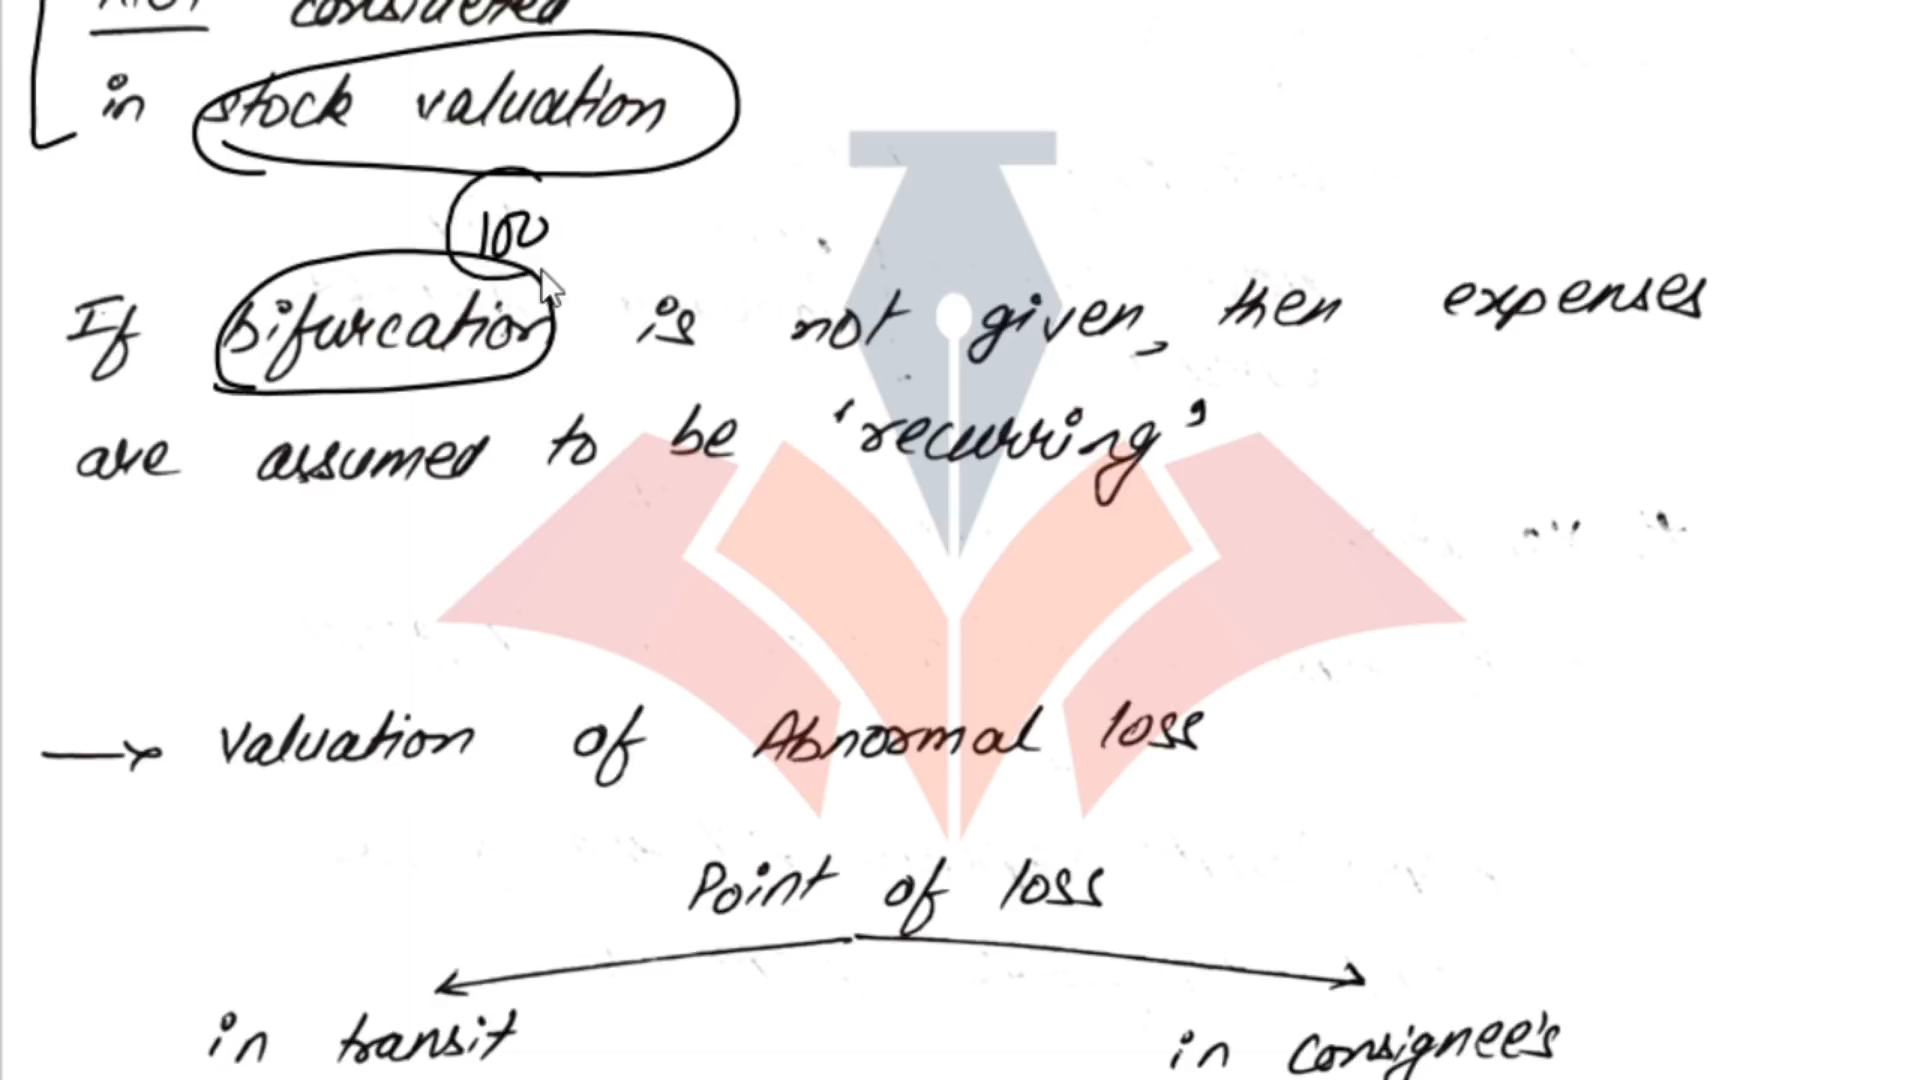 considered
in stock valuation
100
If bifurcation is not given, then expenses
are assumed to be 'recurring'
→ Valuation of Abnormal loss
Point of loss
in transit in consignee's